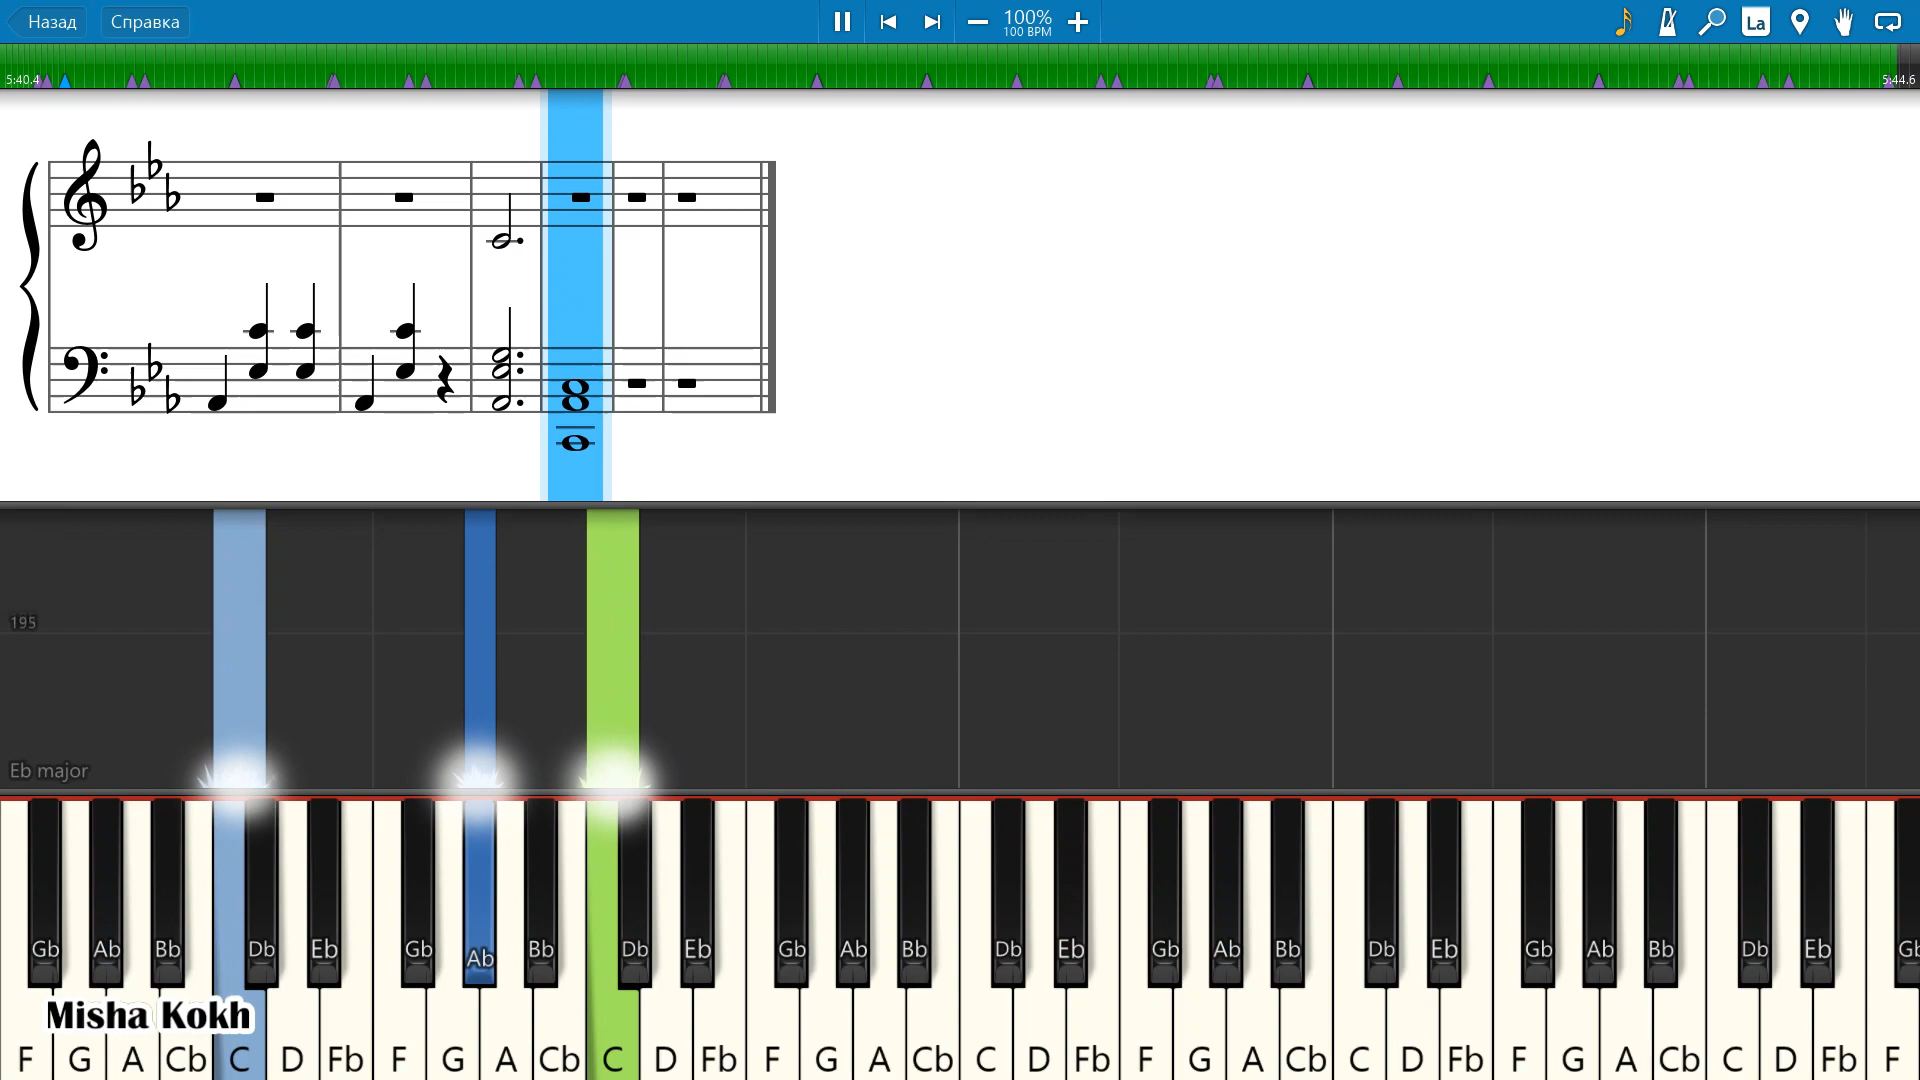 Назад Справка 100% La
100 BPM
5:40.4 5:44.6
195
Eb major
Gb Ab Bb Db Eb Gb Ab Bb Db Eb Gb Ab Bb Db Eb Gb Ab Bb Db Eb Gb Ab Bb Db Eb Gb
Misha Kokh
F G A Cb C D Fb F G A Cb C D Fb F G A Cb C D Fb F G A Cb C D Fb F G A Cb C D Fb F